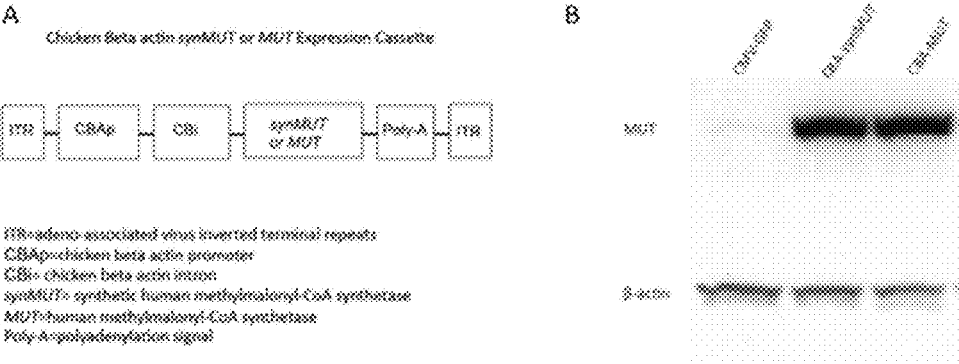 A
Chicken Beta actin synMUT or MUT Expression Cassette
ITR
CBAp
CBi
synMUT
or MUT
Poly-A
ITR
ITR=adeno-associated virus inverted terminal repeats
CBAp=chicken beta actin promoter
CBi= chicken beta actin intron
synMUT= synthetic human methylmalonyl-CoA synthetase
MUT=human methylmalonyl-CoA synthetase
Poly-A=polyadenylation signal
B
CBA-synMUT
CBA-MUT
MUT
β-actin